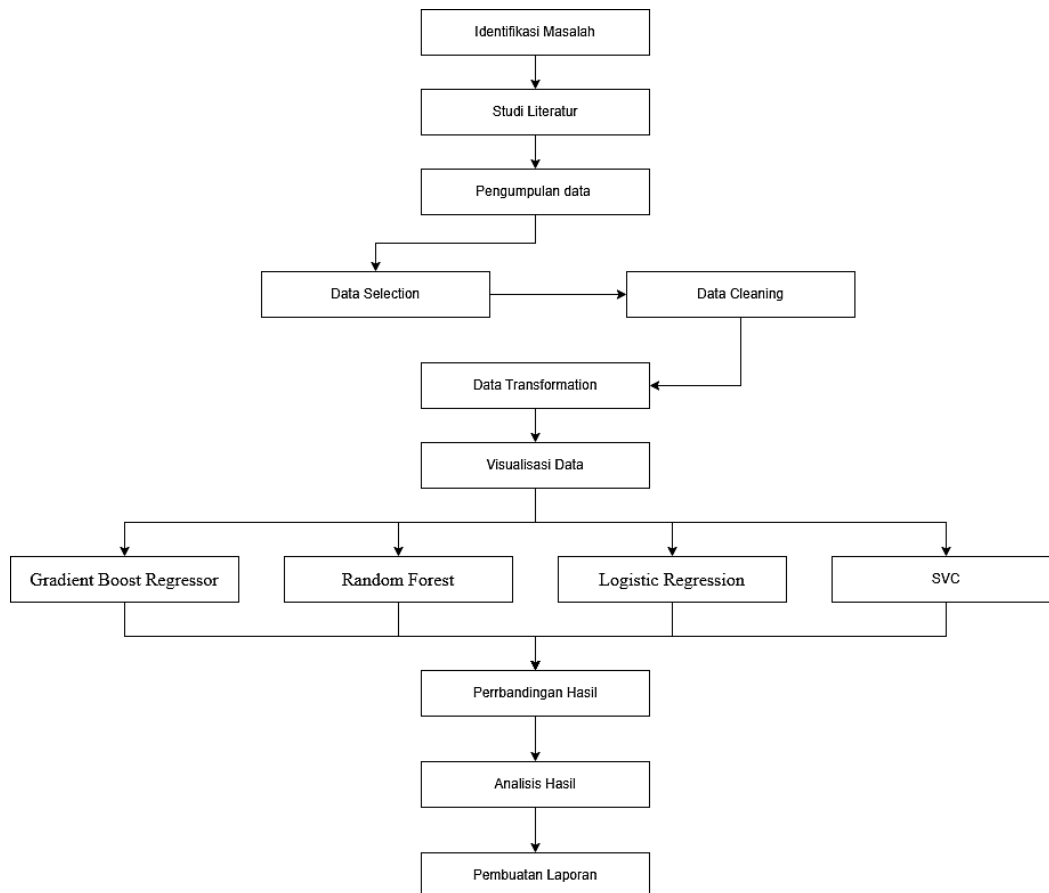 Identifikasi Masalah
Studi Literatur
Pengumpulan data
Data Selection
Data Cleaning
Data Transformation
Visualisasi Data
Gradient Boost Regressor
Random Forest
Logistic Regression
SVC
Perrbandingan Hasil
Analisis Hasil
Pembuatan Laporan